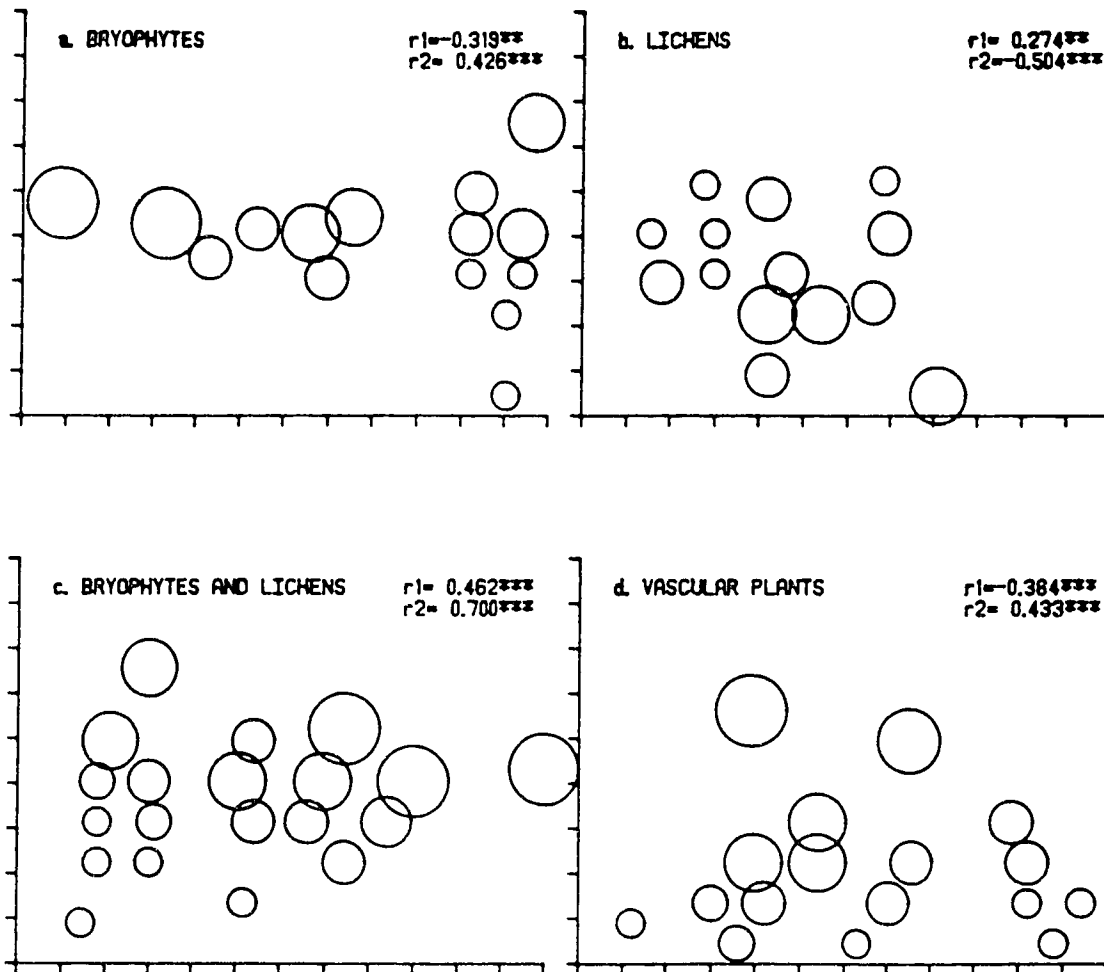 a. BRYOPHYTES
r1=-0.319**
r2= 0.426***
b. LICHENS
r1= 0.274**
r2=-0.504***
c. BRYOPHYTES AND LICHENS
r1= 0.462***
r2= 0.700***
d. VASCULAR PLANTS
r1=-0.384***
r2= 0.433***